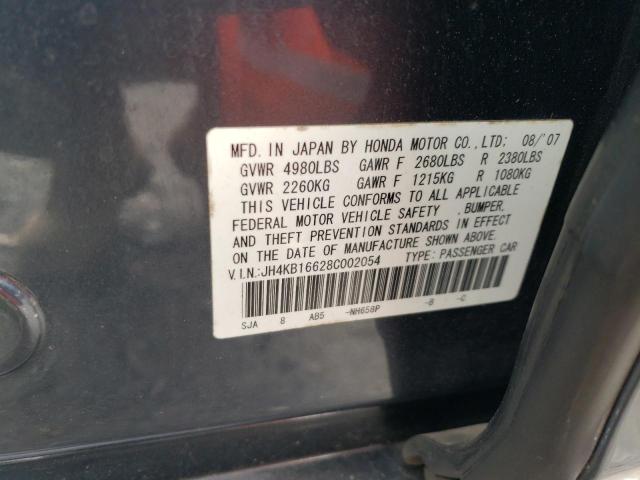 MFD. IN JAPAN BY HONDA MOTOR CO., LTD: 08/'07
GVWR 4980LBS GAWR F 2680LBS R 2380LBS
GVWR 2260KG GAWR F 1215KG R 1080KG
THIS VEHICLE CONFORMS TO ALL APPLICABLE
FEDERAL MOTOR VEHICLE SAFETY , BUMPER,
AND THEFT PREVENTION STANDARDS IN EFFECT
ON THE DATE OF MANUFACTURE SHOWN ABOVE.
V.I.N.:JH4KB16628C002054 TYPE: PASSENGER CAR
SJA 8 AB5 -NH658P -B -C